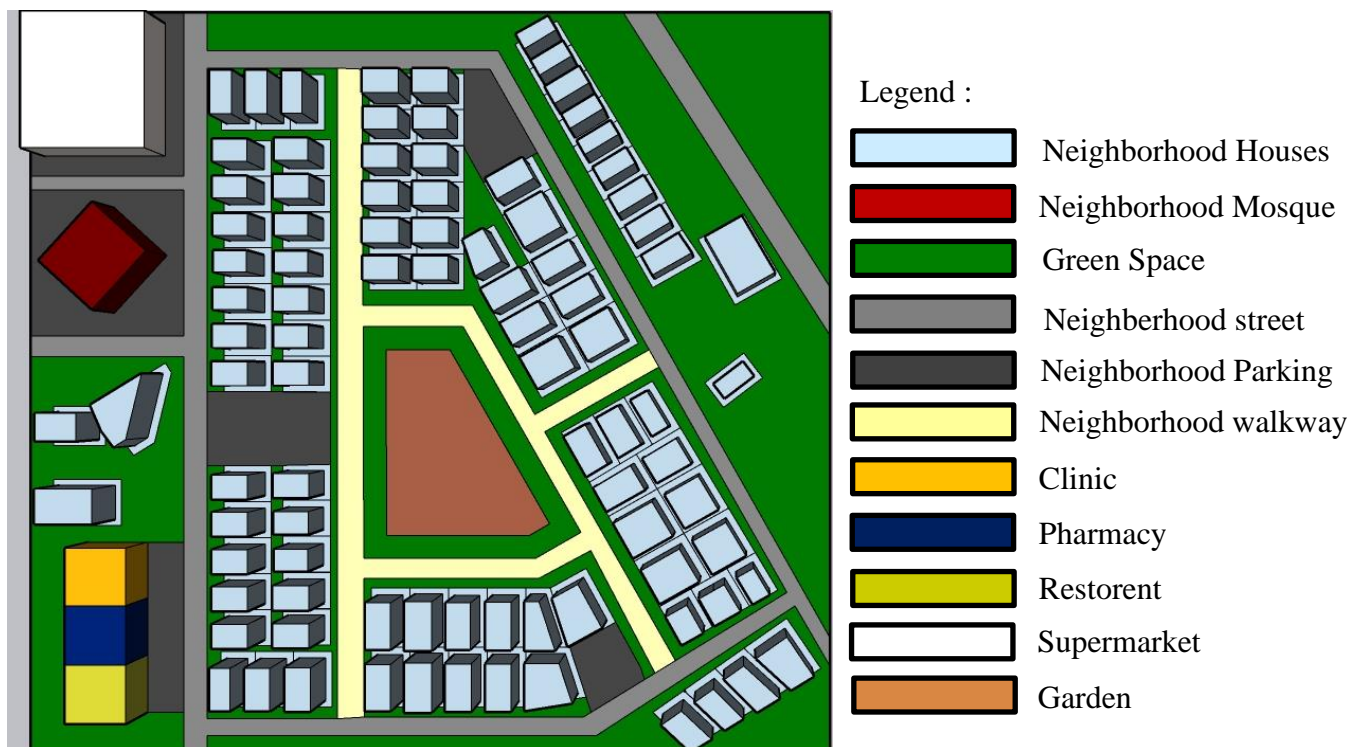 Legend :
Neighborhood Houses
Neighborhood Mosque
Green Space
Neighberhood street
Neighborhood Parking
Neighborhood walkway
Clinic
Pharmacy
Restorent
Supermarket
Garden